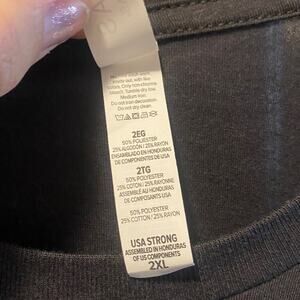 inside out, with like
colors. Only non-chlorine
bleach. Tumble dry low.
Medium iron.
Do not iron decoration.
Do not dry clean.
2EG
50% POLIESTER
25% ALGODÓN / 25% RAYON
ENSAMBLADO EN HONDURAS
DE COMPONENTES DE USA
2TG
50% POLYESTER
25% COTON / 25% RAYONNE
ASSEMBLÉ AU HONDURAS
DE COMPOSANTS USA
50% POLYESTER
25% COTTON / 25% RAYON
USA STRONG
ASSEMBLED IN HONDURAS
OF US COMPONENTS
2XL